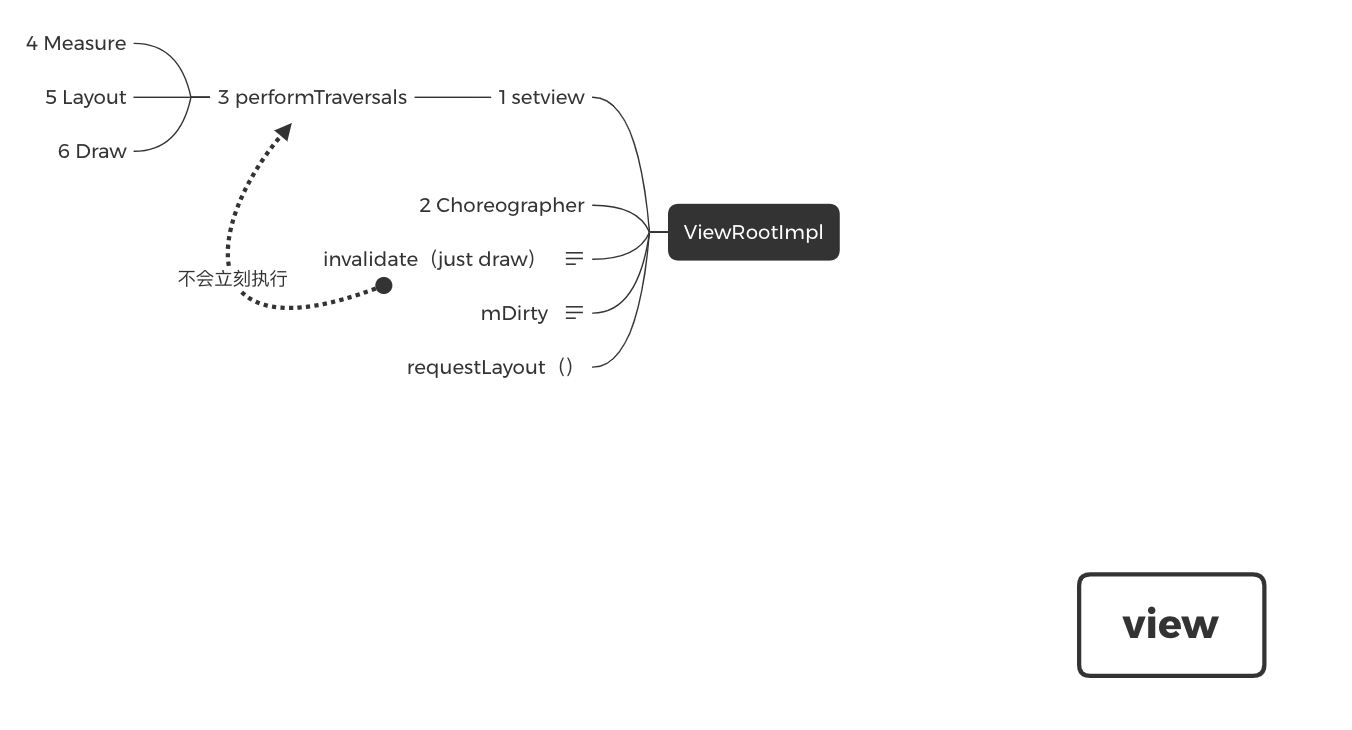 4 Measure
5 Layout
3 performTraversals
1 setview
6 Draw
2 Choreographer
ViewRootImpl
invalidate（just draw）
不会立刻执行
mDirty
requestLayout（）
view